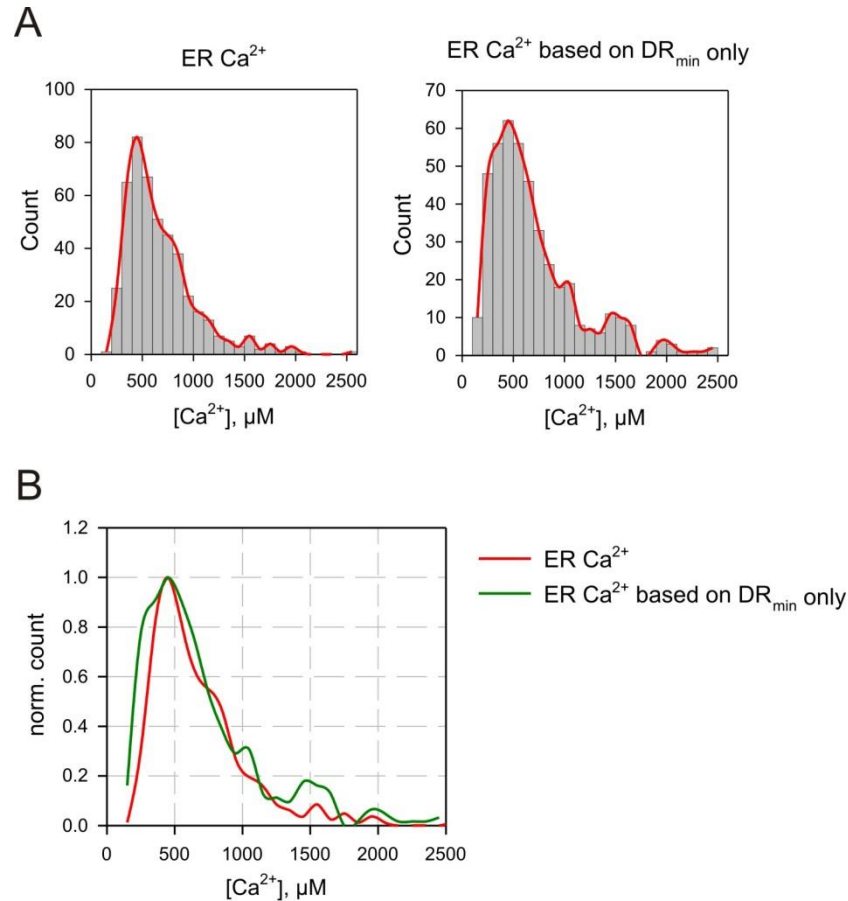 A
ER Ca²⁺
100
80
60
40
20
0
Count
0 500 1000 1500 2000 2500
[Ca²⁺], µM
ER Ca²⁺ based on DRmin only
70
60
50
40
30
20
10
0
Count
0 500 1000 1500 2000 2500
[Ca²⁺], µM
B
1.2
1.0
0.8
0.6
0.4
0.2
0.0
norm. count
0 500 1000 1500 2000 2500
[Ca²⁺], µM
ER Ca²⁺
ER Ca²⁺ based on DRmin only